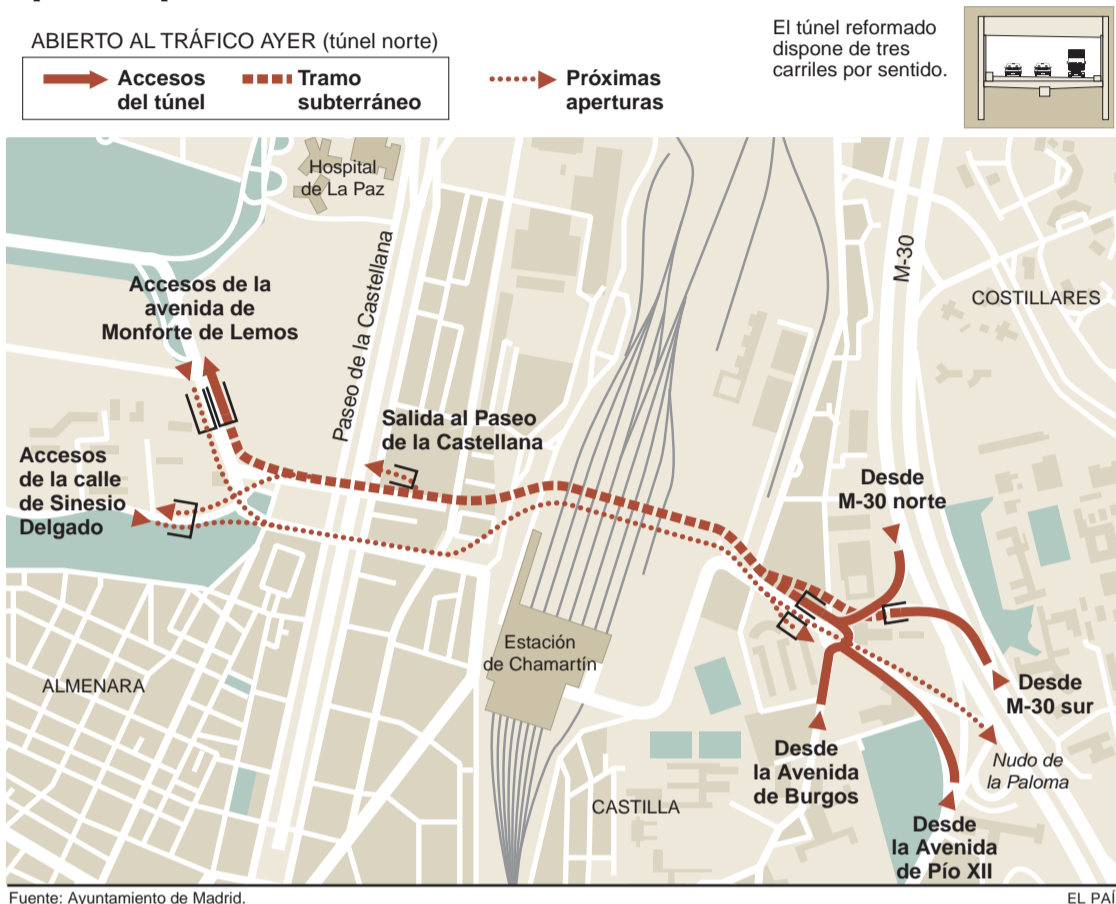 ABIERTO AL TRÁFICO AYER (túnel norte)
Accesos
del túnel
Tramo
subterráneo
Próximas
aperturas
El túnel reformado
dispone de tres
carriles por sentido.
Hospital
de La Paz
Paseo de la Castellana
M-30
COSTILLARES
Accesos de la
avenida de
Monforte de Lemos
Salida al Paseo
de la Castellana
Accesos
de la calle
de Sinesio
Delgado
Desde
M-30 norte
Estación
de Chamartín
ALMENARA
Desde
M-30 sur
Desde
la Avenida
de Burgos
Nudo de
la Paloma
CASTILLA
Desde
la Avenida
de Pío XII
Fuente: Ayuntamiento de Madrid.
EL PAÍ